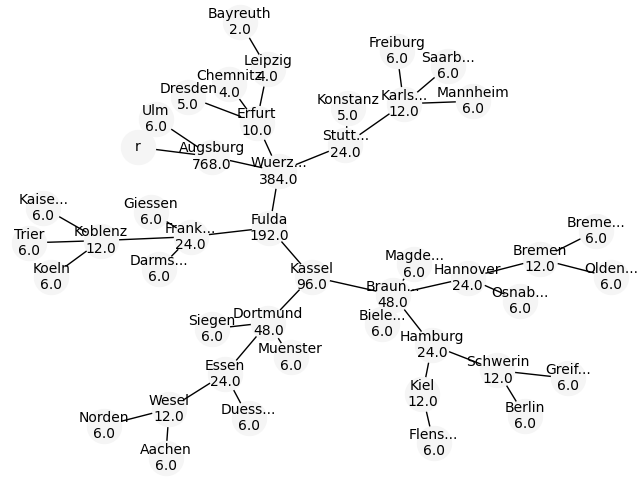 Bayreuth
2.0
Leipzig
4.0
Chemnitz
4.0
Dresden
5.0
Erfurt
10.0
Ulm
6.0
r
Augsburg
768.0
Wuerz...
384.0
Freiburg
6.0
Saarb...
6.0
Mannheim
6.0
Karls...
12.0
Konstanz
5.0
Stutt...
24.0
Fulda
192.0
Giessen
6.0
Frank...
24.0
Darms...
6.0
Kaise...
6.0
Koblenz
12.0
Trier
6.0
Koeln
6.0
Kassel
96.0
Magde...
6.0
Braun...
48.0
Biele...
6.0
Hannover
24.0
Bremen
12.0
Breme...
6.0
Olden...
6.0
Osnab...
6.0
Hamburg
24.0
Schwerin
12.0
Greif...
6.0
Berlin
6.0
Kiel
12.0
Flens...
6.0
Dortmund
48.0
Siegen
6.0
Muenster
6.0
Essen
24.0
Duess...
6.0
Wesel
12.0
Norden
6.0
Aachen
6.0